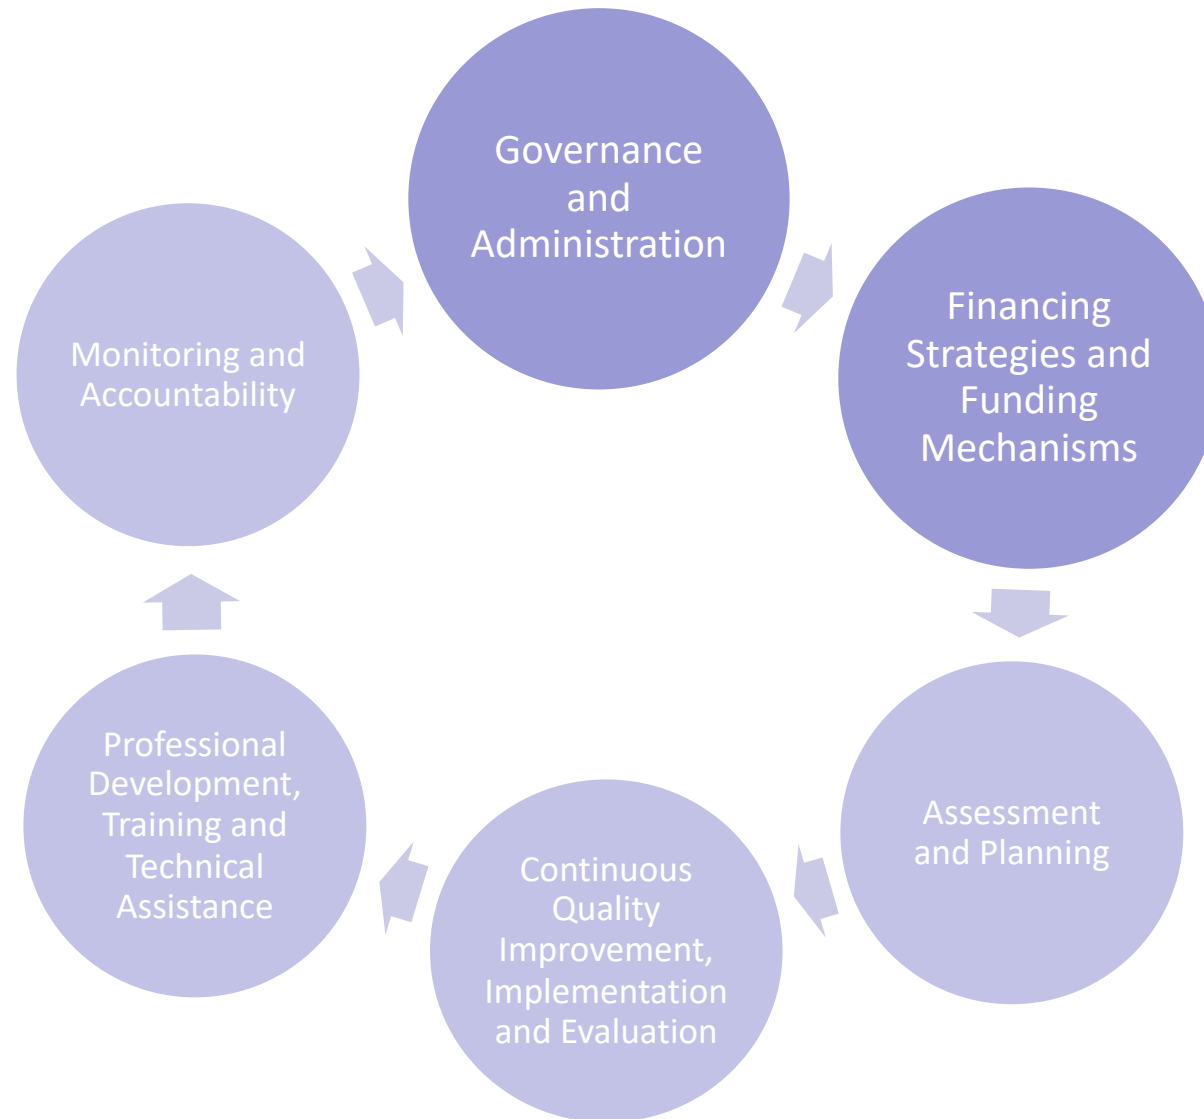 Governance
and
Administration
Financing
Strategies and
Funding
Mechanisms
Assessment
and Planning
Continuous
Quality
Improvement,
Implementation
and Evaluation
Professional
Development,
Training and
Technical
Assistance
Monitoring and
Accountability